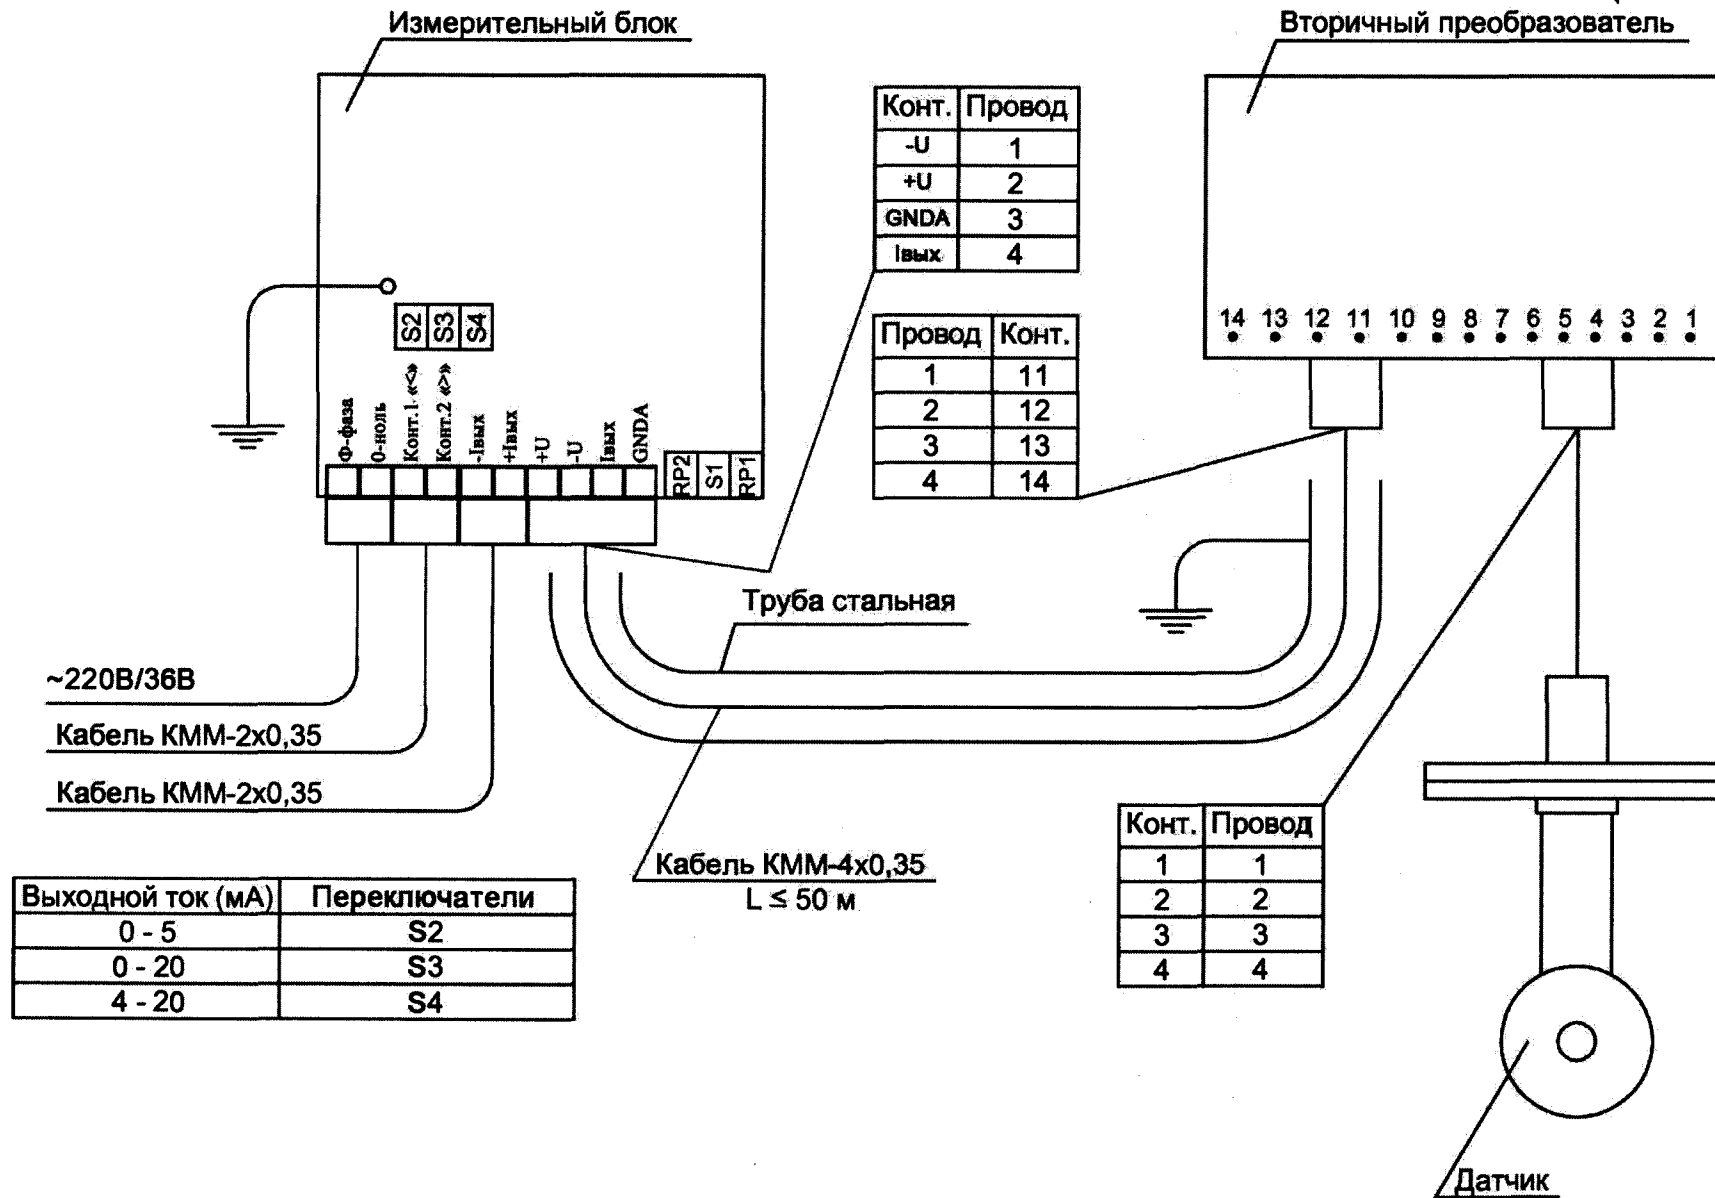 Измерительный блок
Вторичный преобразователь
Конт. Провод
-U 1
+U 2
GNDA 3
Iвых 4
Провод Конт.
1 11
2 12
3 13
4 14
14 13 12 11 10 9 8 7 6 5 4 3 2 1
S2 S3 S4
Ф-фаза
0-ноль
Конт.1 «<»
Конт.2 «>»
-Iвых
+Iвых
+U
-U
Iвых
GNDA
RP2 S1 RP1
Труба стальная
~220В/36В
Кабель КММ-2х0,35
Кабель КММ-2х0,35
Кабель КММ-4х0,35
L ≤ 50 м
Конт. Провод
1 1
2 2
3 3
4 4
Выходной ток (мА) Переключатели
0 - 5 S2
0 - 20 S3
4 - 20 S4
Датчик